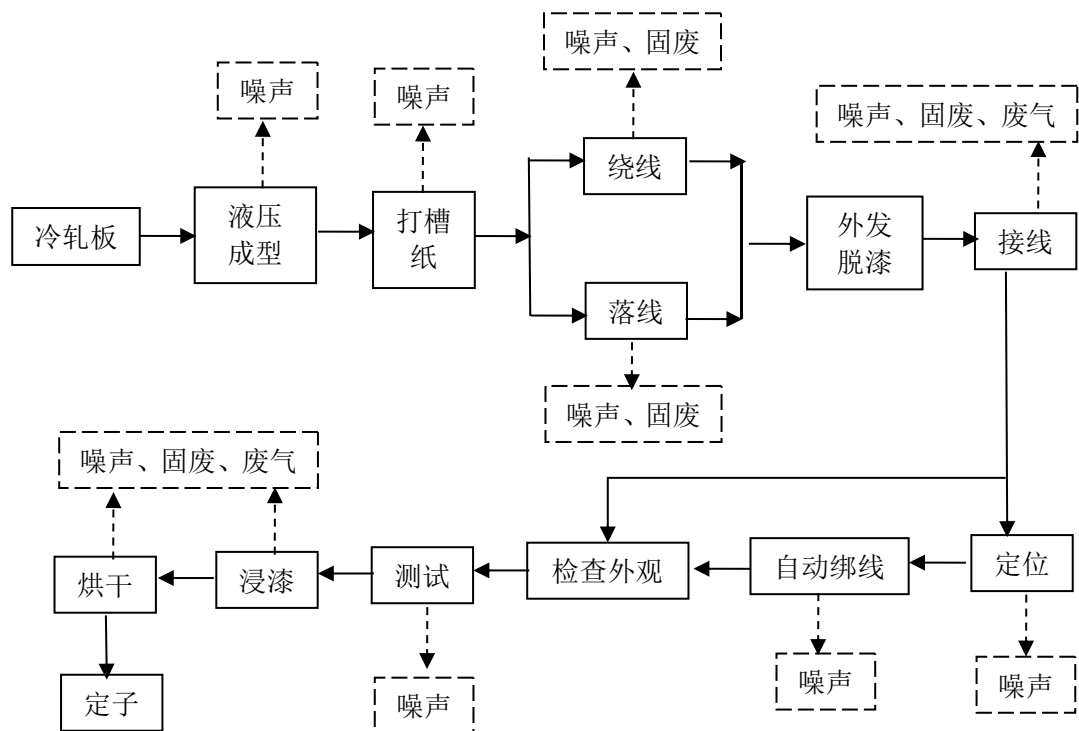 噪声、固废
噪声
噪声
噪声、固废、废气
绕线
冷轧板
液压
成型
打槽
纸
外发
脱漆
接线
落线
噪声、固废
噪声、固废、废气
烘干
浸漆
测试
检查外观
自动绑线
定位
定子
噪声
噪声
噪声